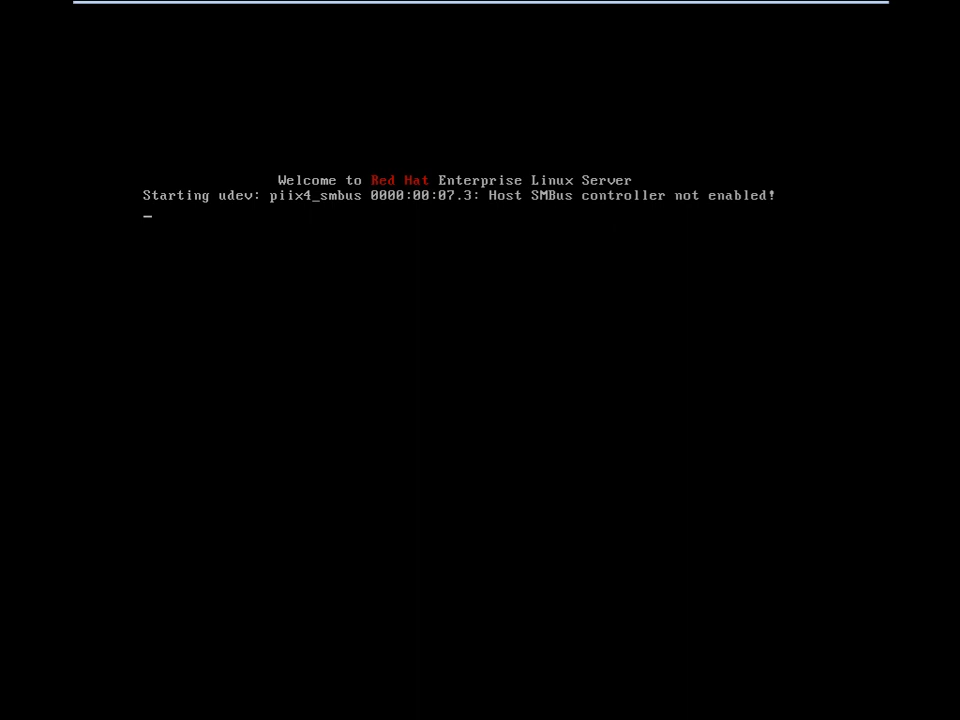 Welcome to Red Hat Enterprise Linux Server
Starting udev: piix4_smbus 0000:00:07.3: Host SMBus controller not enabled!
_